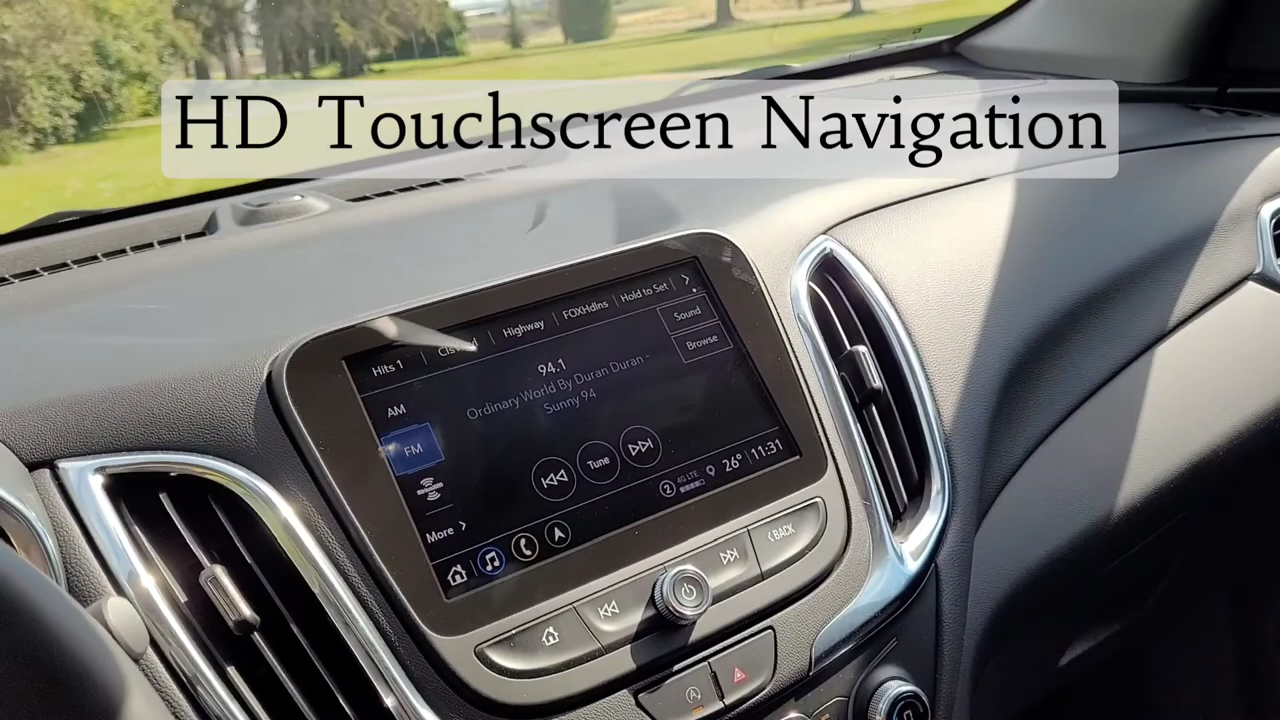 HD Touchscreen Navigation
Hits 1
Highway
FOXHdlns
Hold to Set
Sound
Browse
94.1
Ordinary World By Duran Duran -
Sunny 94
AM
FM
More
Tune
2
4G LTE
26°
11:31
BACK
A